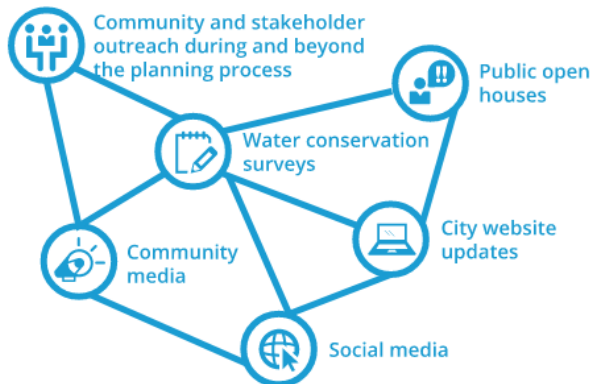 Community and stakeholder
outreach during and beyond
the planning process
Public open
houses
Water conservation
surveys
City website
updates
Community
media
Social media